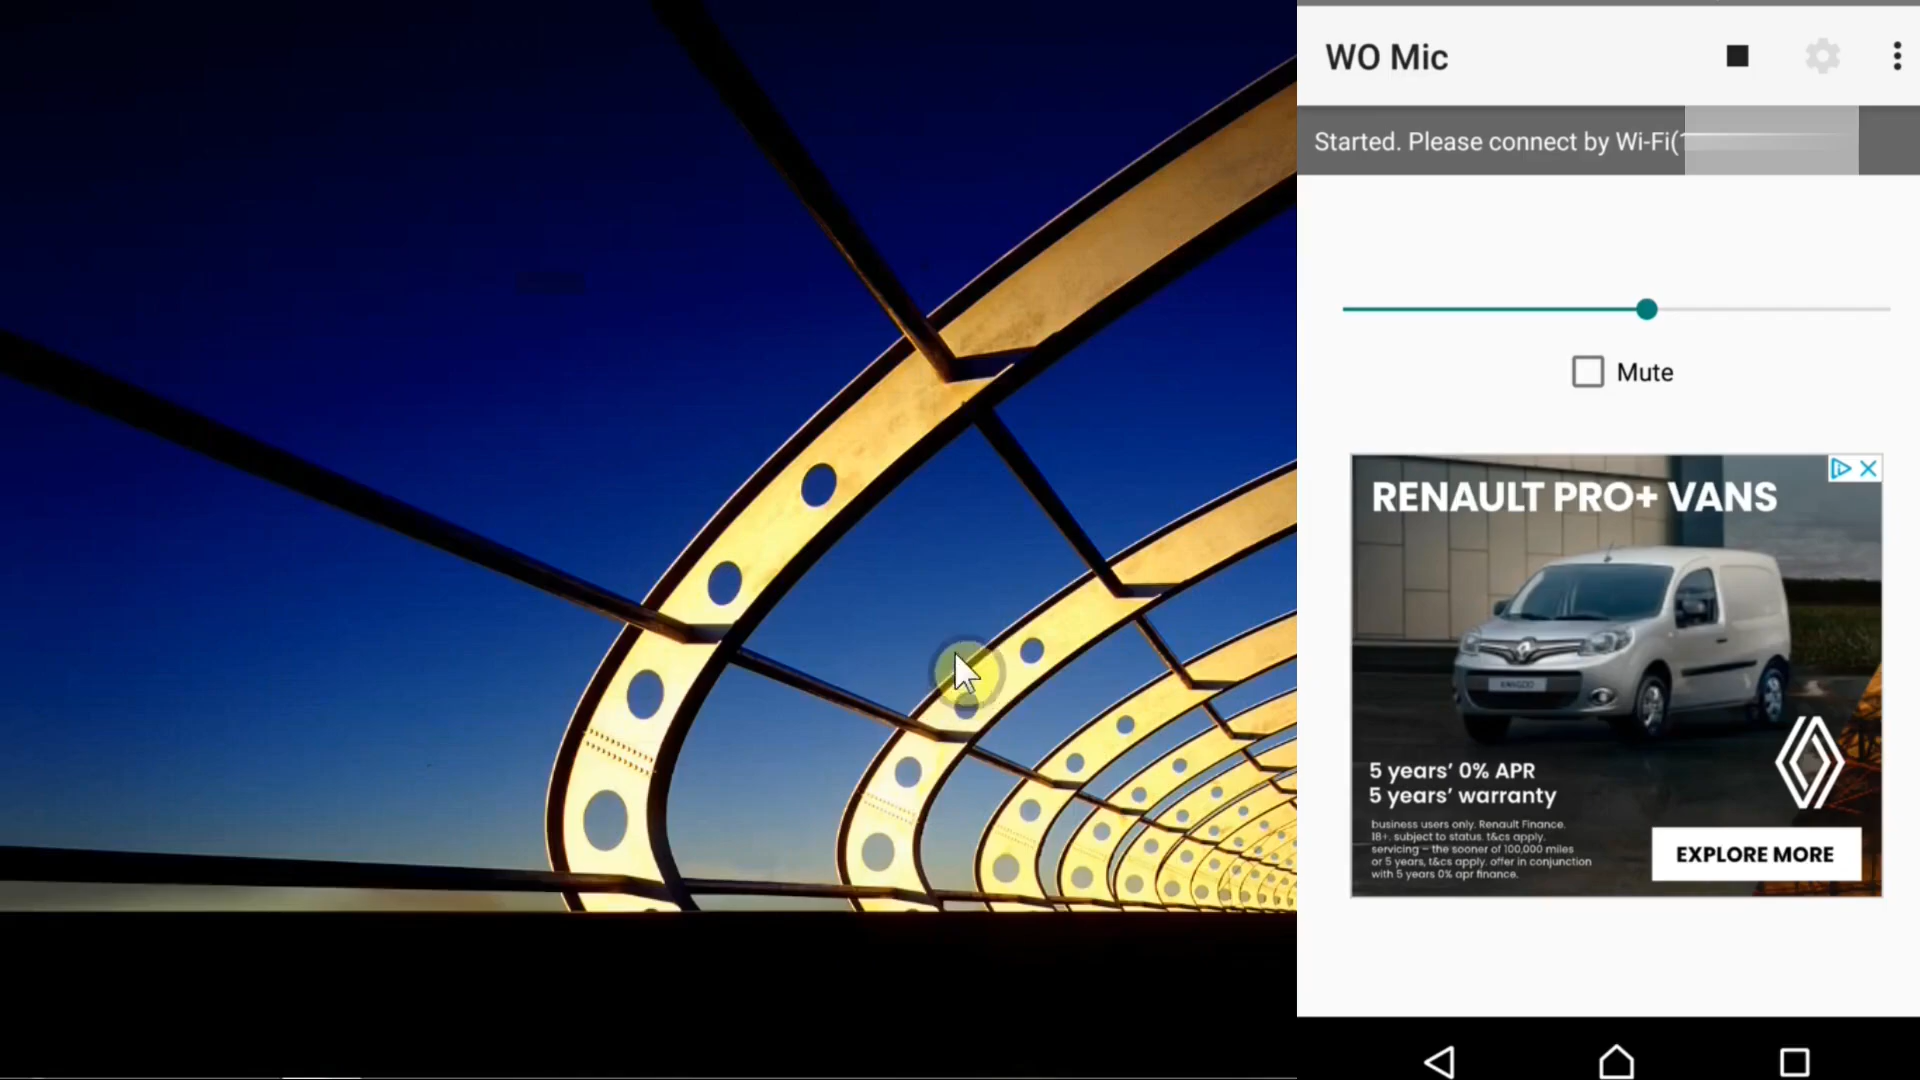 WO Mic
Started. Please connect by Wi-Fi(
Mute
RENAULT PRO+ VANS
5 years’ 0% APR
5 years’ warranty
business users only. Renault Finance.
18+. subject to status. t&cs apply.
servicing – the sooner of 100,000 miles
or 5 years, t&cs apply. offer in conjunction
with 5 years 0% apr finance.
EXPLORE MORE